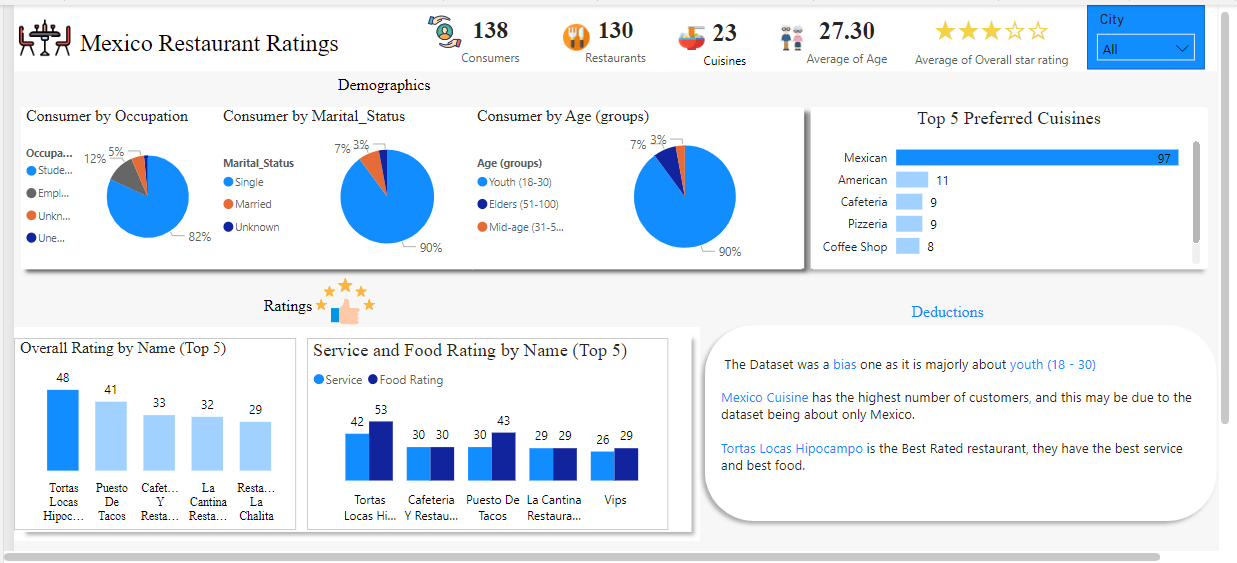 Mexico Restaurant Ratings
138
Consumers
130
Restaurants
23
Cuisines
27.30
Average of Age
Average of Overall star rating
City
All
Demographics
Consumer by Occupation
Occupa...
Stude...
Empl...
Unkn...
Une...
12%
5%
82%
Consumer by Marital_Status
Marital_Status
Single
Married
Unknown
7%
3%
90%
Consumer by Age (groups)
Age (groups)
Youth (18-30)
Elders (51-100)
Mid-age (31-5...
7%
3%
90%
Top 5 Preferred Cuisines
Mexican 97
American 11
Cafeteria 9
Pizzeria 9
Coffee Shop 8
Ratings
Overall Rating by Name (Top 5)
48
41
33
32
29
Tortas
Locas
Hipoc...
Puesto
De
Tacos
Cafet...
Y
Resta...
La
Cantina
Resta...
Resta...
La
Chalita
Service and Food Rating by Name (Top 5)
Service Food Rating
42 53
30 30
30 43
29 29
26 29
Tortas
Locas Hi...
Cafeteria
Y Restau...
Puesto De
Tacos
La Cantina
Restaura...
Vips
Deductions
The Dataset was a bias one as it is majorly about youth (18 - 30)
Mexico Cuisine has the highest number of customers, and this may be due to the
dataset being about only Mexico.
Tortas Locas Hipocampo is the Best Rated restaurant, they have the best service
and best food.